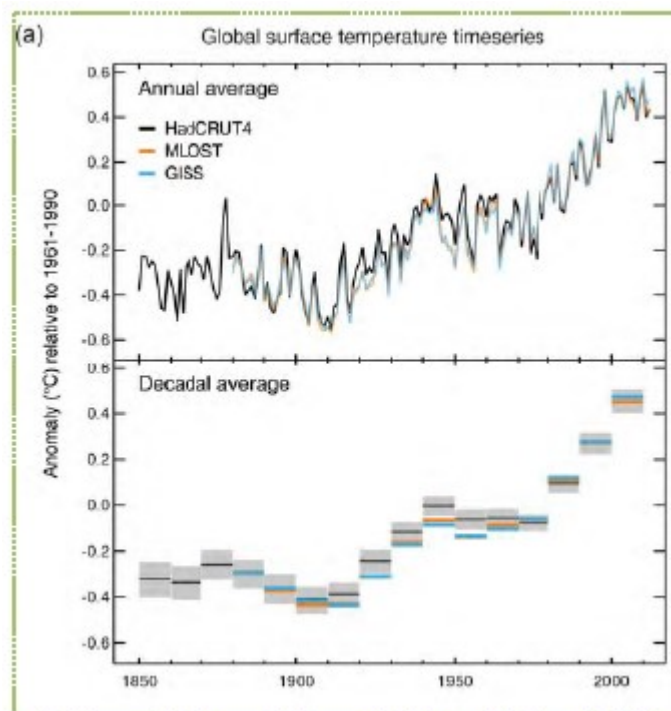 (a)
Global surface temperature timeseries
0.6
0.4
0.2
0.0
-0.2
-0.4
-0.6
Annual average
HadCRUT4
MLOST
GISS
Anomaly (°C) relative to 1961-1990
Decadal average
0.4
0.2
0.0
-0.2
-0.4
-0.6
1850
1900
1950
2000